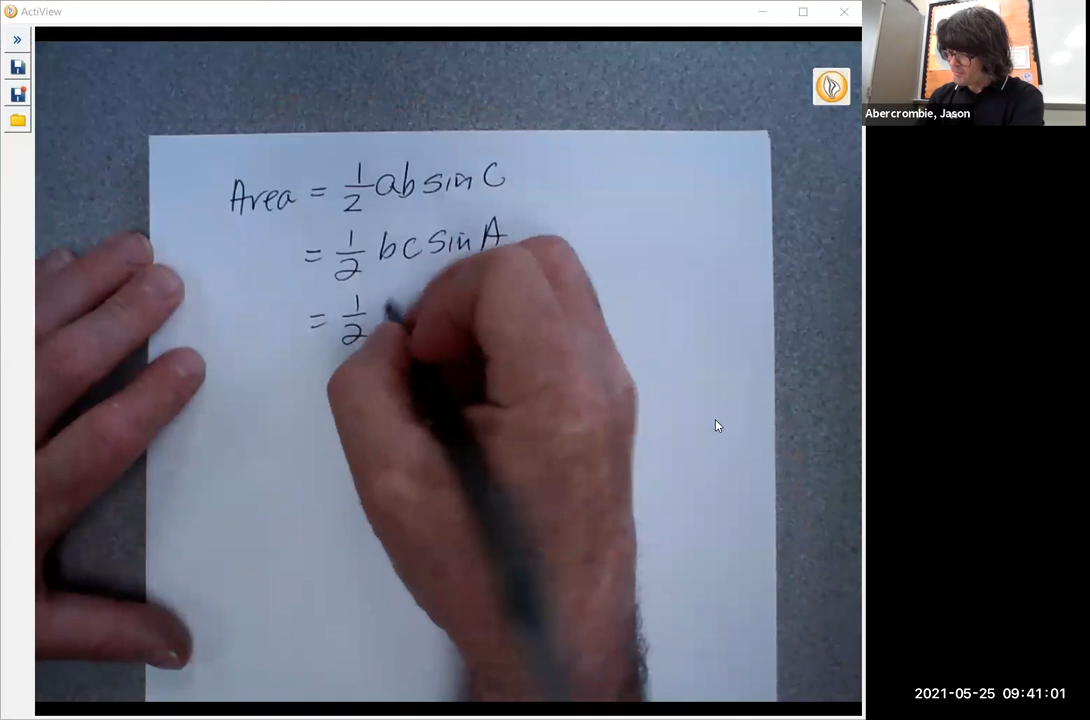 ActiView
Abercrombie, Jason
Area = 1/2 ab sin C
= 1/2 bc sin A
= 1/2
2021-05-25 09:41:01